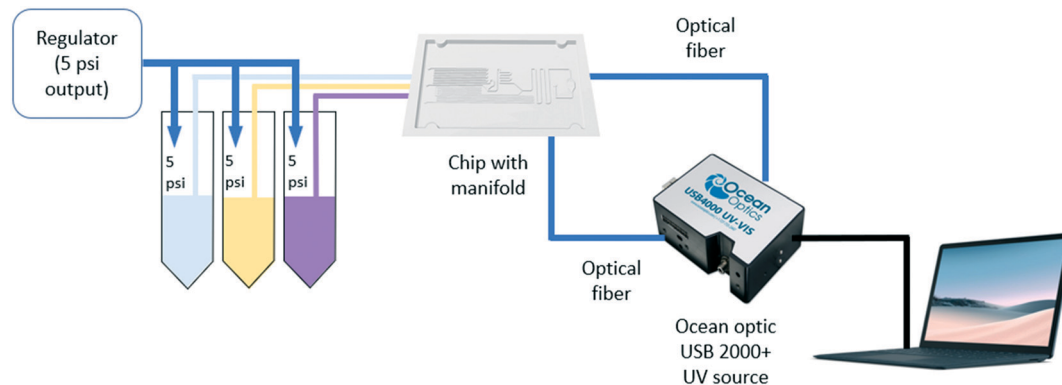 Regulator
(5 psi
output)
5
psi
5
psi
5
psi
Optical
fiber
Chip with
manifold
Ocean
Optics
USB4000 UV-VIS
Optical
fiber
Ocean optic
USB 2000+
UV source